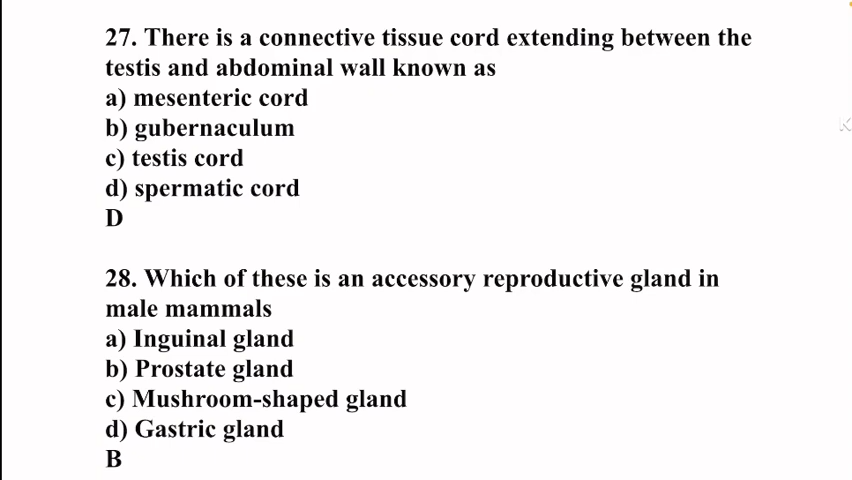 27. There is a connective tissue cord extending between the
testis and abdominal wall known as
a) mesenteric cord
b) gubernaculum
c) testis cord
d) spermatic cord
D
28. Which of these is an accessory reproductive gland in
male mammals
a) Inguinal gland
b) Prostate gland
c) Mushroom-shaped gland
d) Gastric gland
B
K